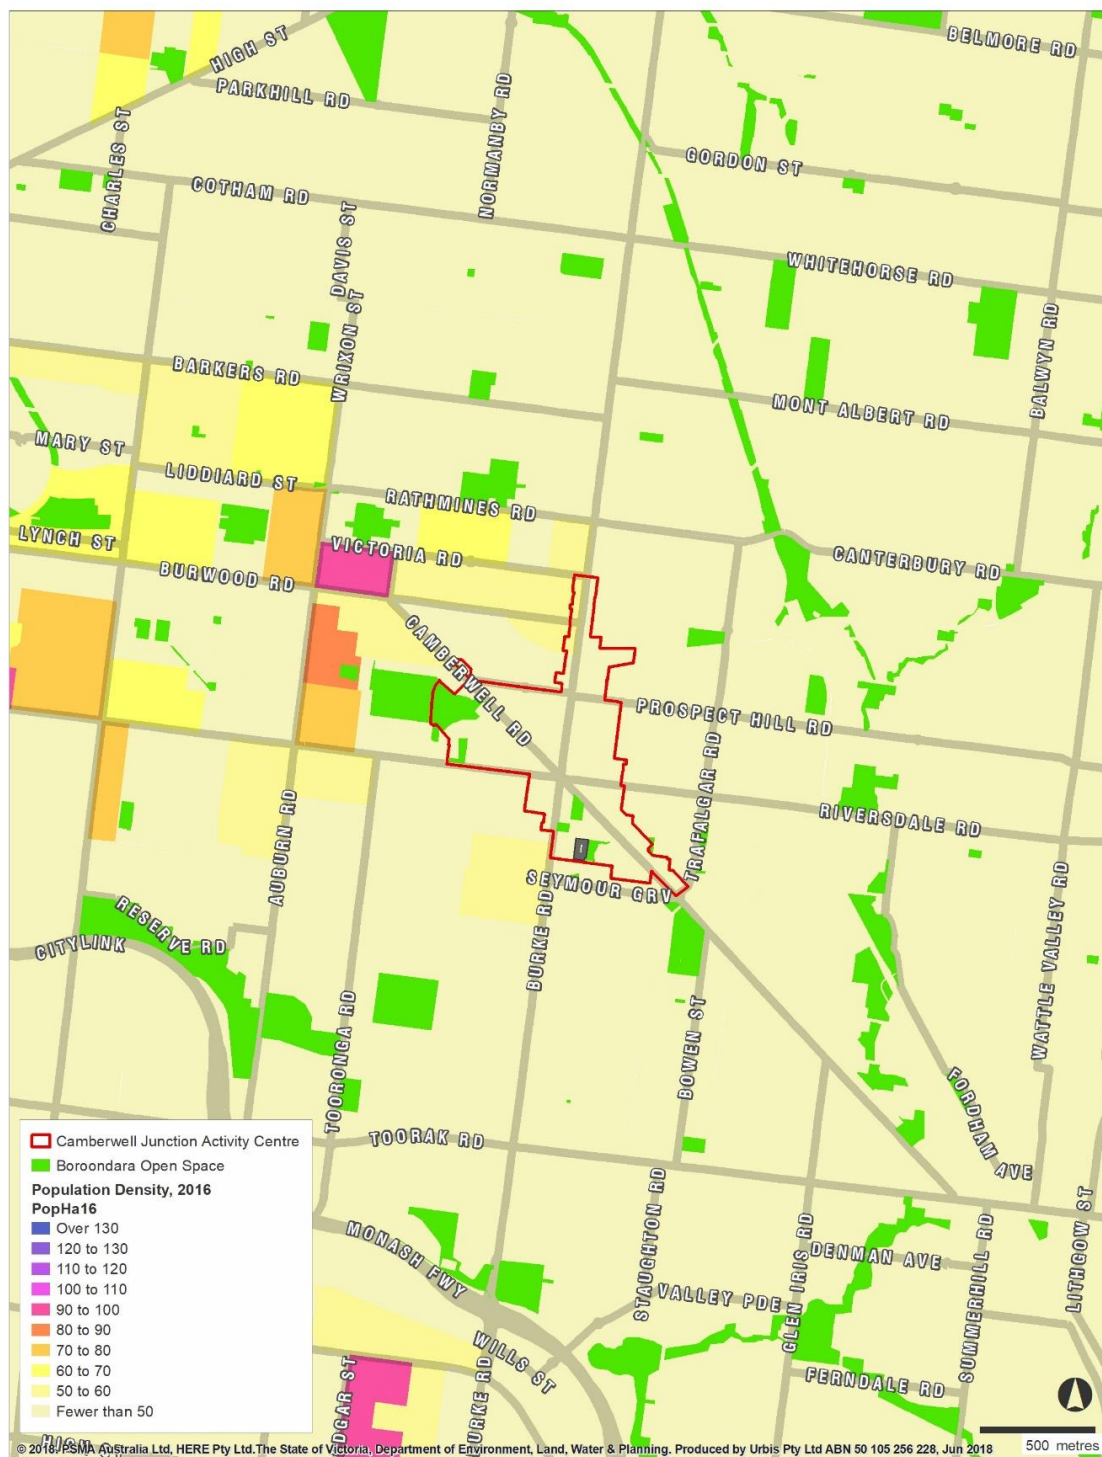 BELMORE RD
HIGH ST
PARKHILL RD
NORMANBY RD
CHARLES ST
GORDON ST
COTHAM RD
DAVIS ST
WHITEHORSE RD
WRIXON ST
BALWYN RD
BARKERS RD
MONT ALBERT RD
MARY ST
LIDDIARD ST
RATHMINES RD
LYNCH ST
VICTORIA RD
CANTERBURY RD
BURWOOD RD
CAMBERWELL RD
PROSPECT HILL RD
TRAFALGAR RD
RIVERSDALE RD
AUBURN RD
SEYMOUR GRV
RESERVE RD
CITYLINK
BURKE RD
WATTLE VALLEY RD
TOORONGA RD
BOWEN ST
FORDHAM AVE
TOORAK RD
STAUGHTON RD
LITHGOW ST
GLEN IRIS RD
DENMAN AVE
SUMMERHILL RD
MONASH FWY
VALLEY PDE
WILLS ST
FERNDALE RD
URKE RD
DGAR ST
Camberwell Junction Activity Centre
Boroondara Open Space
Population Density, 2016
PopHa16
Over 130
120 to 130
110 to 120
100 to 110
90 to 100
80 to 90
70 to 80
60 to 70
50 to 60
Fewer than 50
500 metres
© 2018. PSMA Australia Ltd, HERE Pty Ltd.The State of Victoria, Department of Environment, Land, Water & Planning. Produced by Urbis Pty Ltd ABN 50 105 256 228, Jun 2018